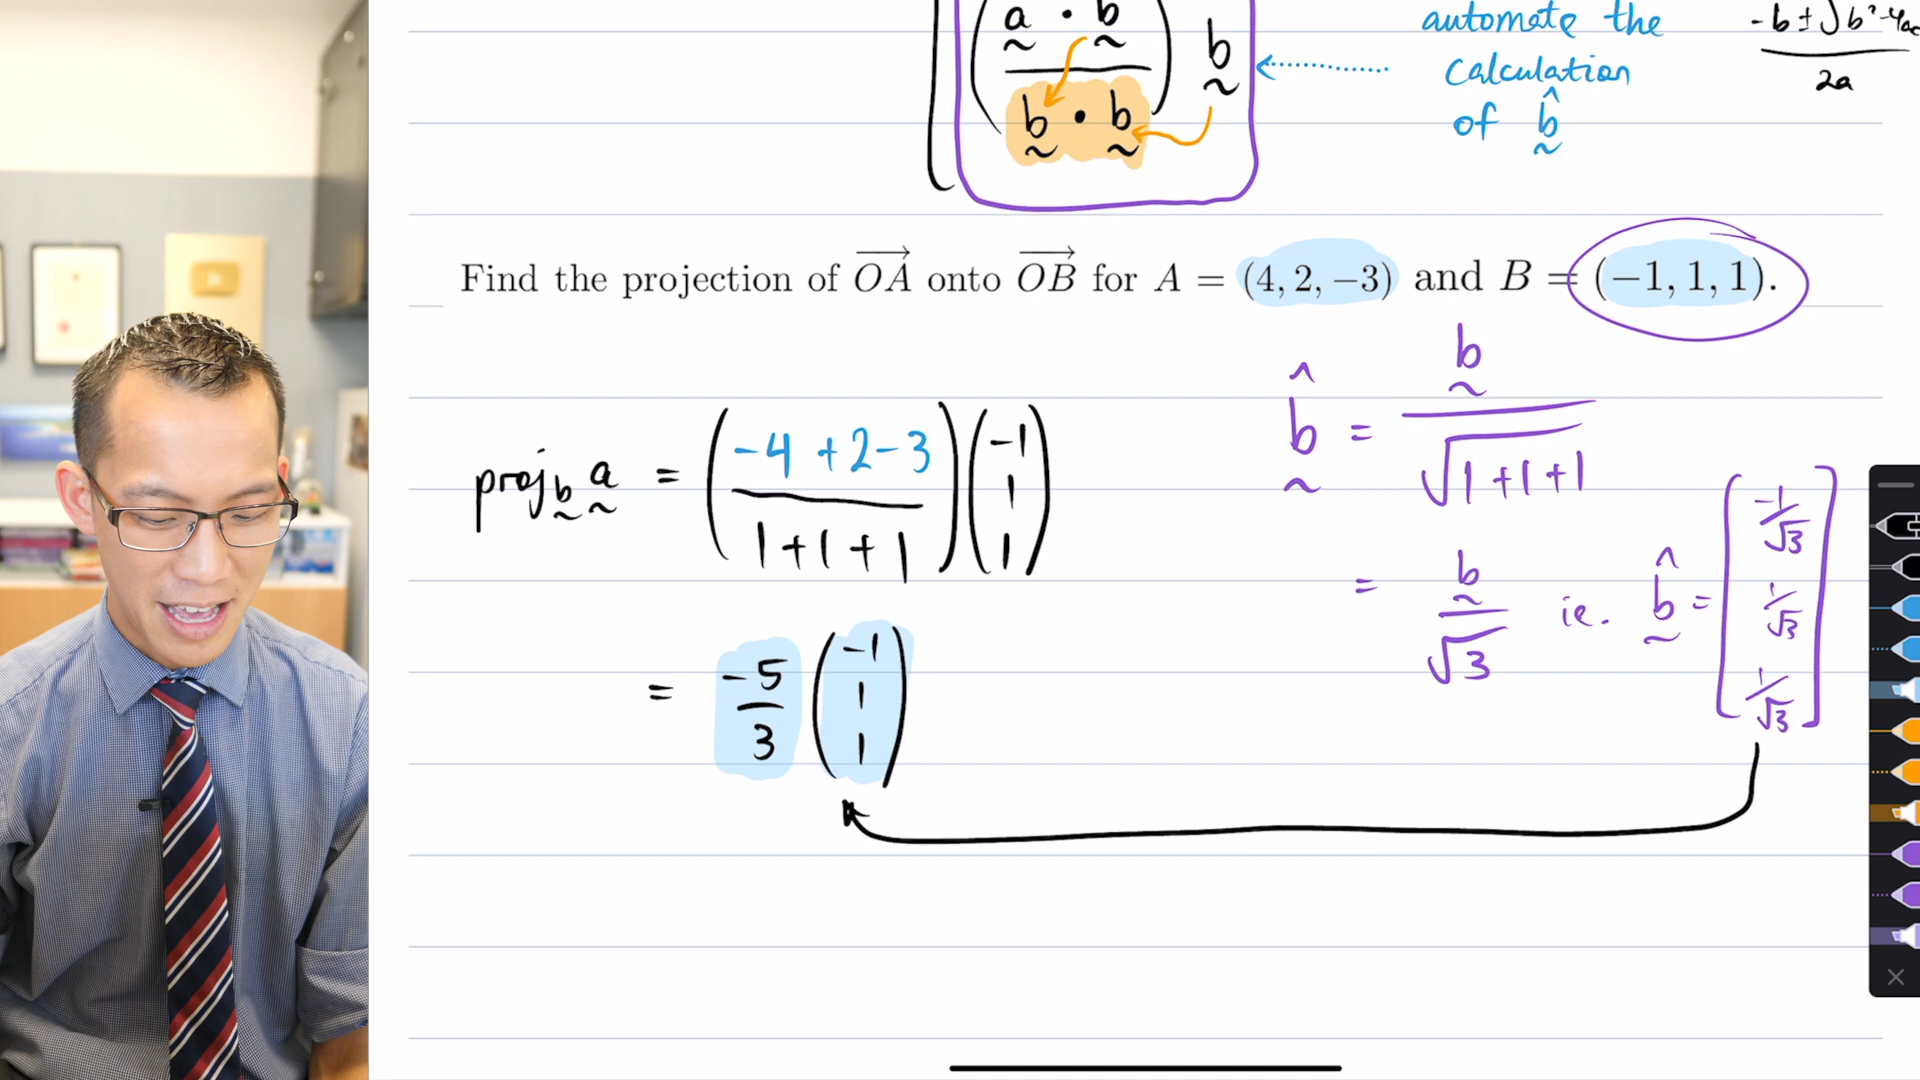 (a · b / b · b) b
automate the
calculation
of b̂
-b ± √b²-4ac
2a
Find the projection of OA⃗ onto OB⃗ for A = (4, 2, −3) and B = (−1, 1, 1).
proj_b a = (-4 + 2 - 3 / 1 + 1 + 1) (-1 1 1)
= -5/3 (-1 1 1)
b̂ = b / √1+1+1
= b / √3 ie. b̂ = [-1/√3 1/√3 1/√3]